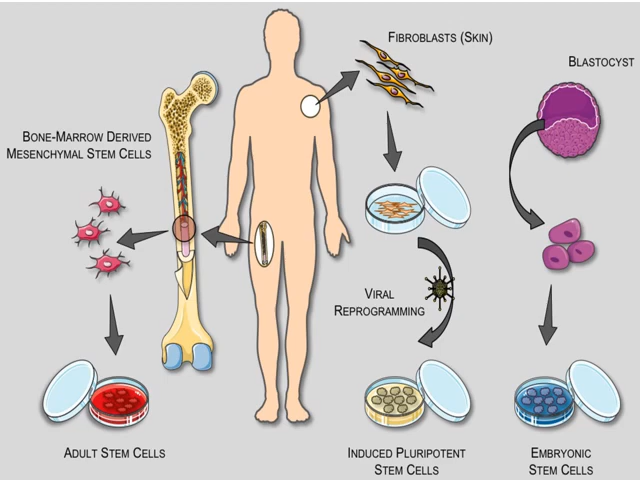 FIBROBLASTS (SKIN)
BLASTOCYST
BONE-MARROW DERIVED
MESENCHYMAL STEM CELLS
VIRAL
REPROGRAMMING
ADULT STEM CELLS
INDUCED PLURIPOTENT
STEM CELLS
EMBRYONIC
STEM CELLS